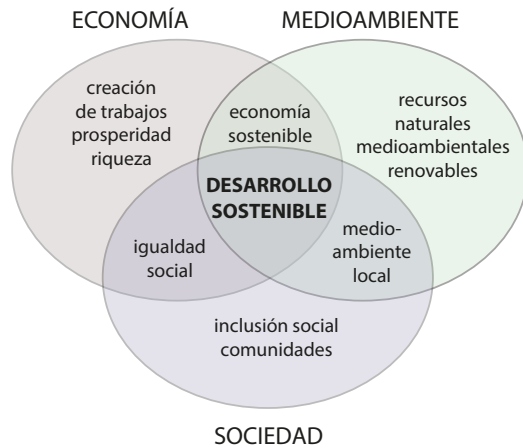 ECONOMÍA
MEDIOAMBIENTE
creación
de trabajos
prosperidad
riqueza
economía
sostenible
recursos
naturales
medioambientales
renovables
DESARROLLO
SOSTENIBLE
igualdad
social
medio-
ambiente
local
inclusión social
comunidades
SOCIEDAD